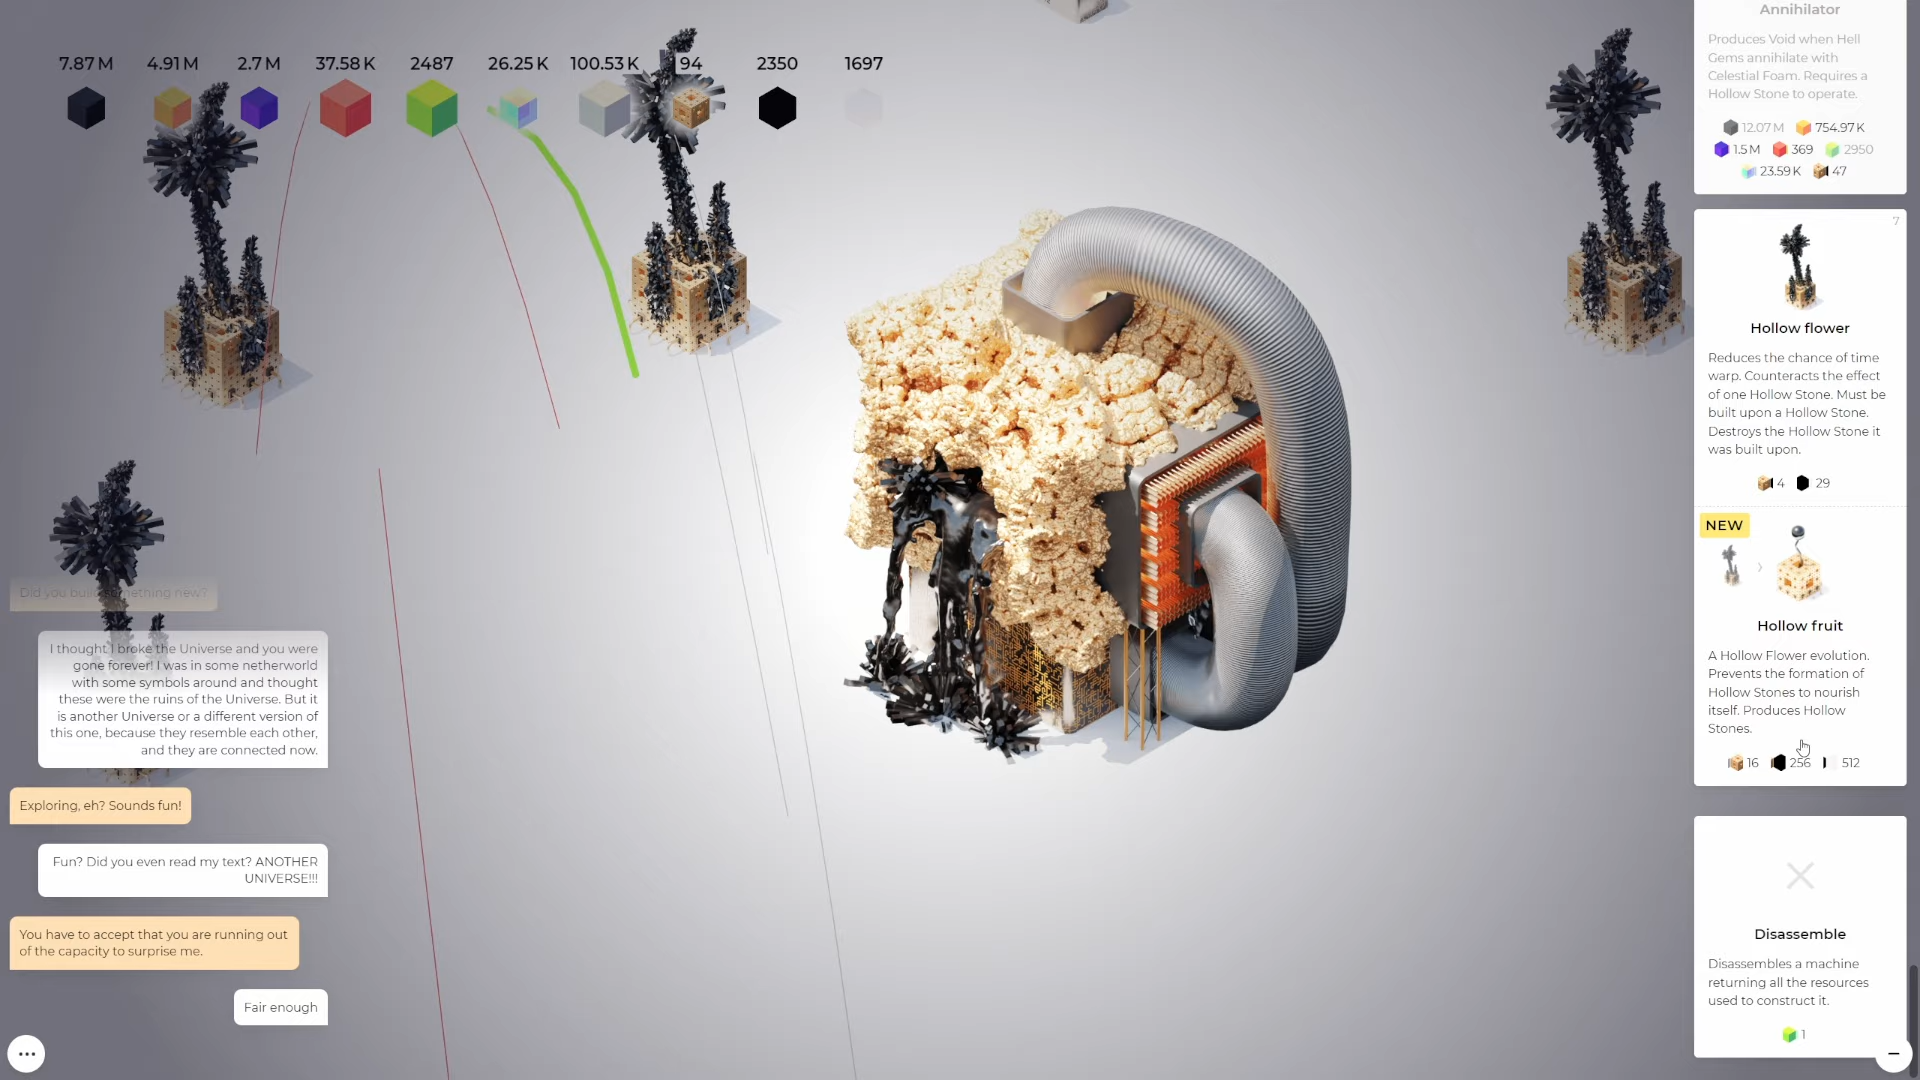 7.87 M 4.91 M 2.7 M 37.58 K 2487 26.25 K 100.53 K 94 2350 1697
Did you build something new?
I thought I broke the Universe and you were
gone forever! I was in some netherworld
with some symbols around and thought
these were the ruins of the Universe. But it
is another Universe or a different version of
this one, because they resemble each other,
and they are connected now.
Exploring, eh? Sounds fun!
Fun? Did you even read my text? ANOTHER
UNIVERSE!!!
You have to accept that you are running out
of the capacity to surprise me.
Fair enough
Annihilator
Produces Void when Hell
Gems annihilate with
Celestial Foam. Requires a
Hollow Stone to operate.
12.07 M 754.97 K
1.5 M 369 2950
23.59 K 47
7
Hollow flower
Reduces the chance of time
warp. Counteracts the effect
of one Hollow Stone. Must be
built upon a Hollow Stone.
Destroys the Hollow Stone it
was built upon.
4 29
NEW
Hollow fruit
A Hollow Flower evolution.
Prevents the formation of
Hollow Stones to nourish
itself. Produces Hollow
Stones.
16 256 512
Disassemble
Disassembles a machine
returning all the resources
used to construct it.
1